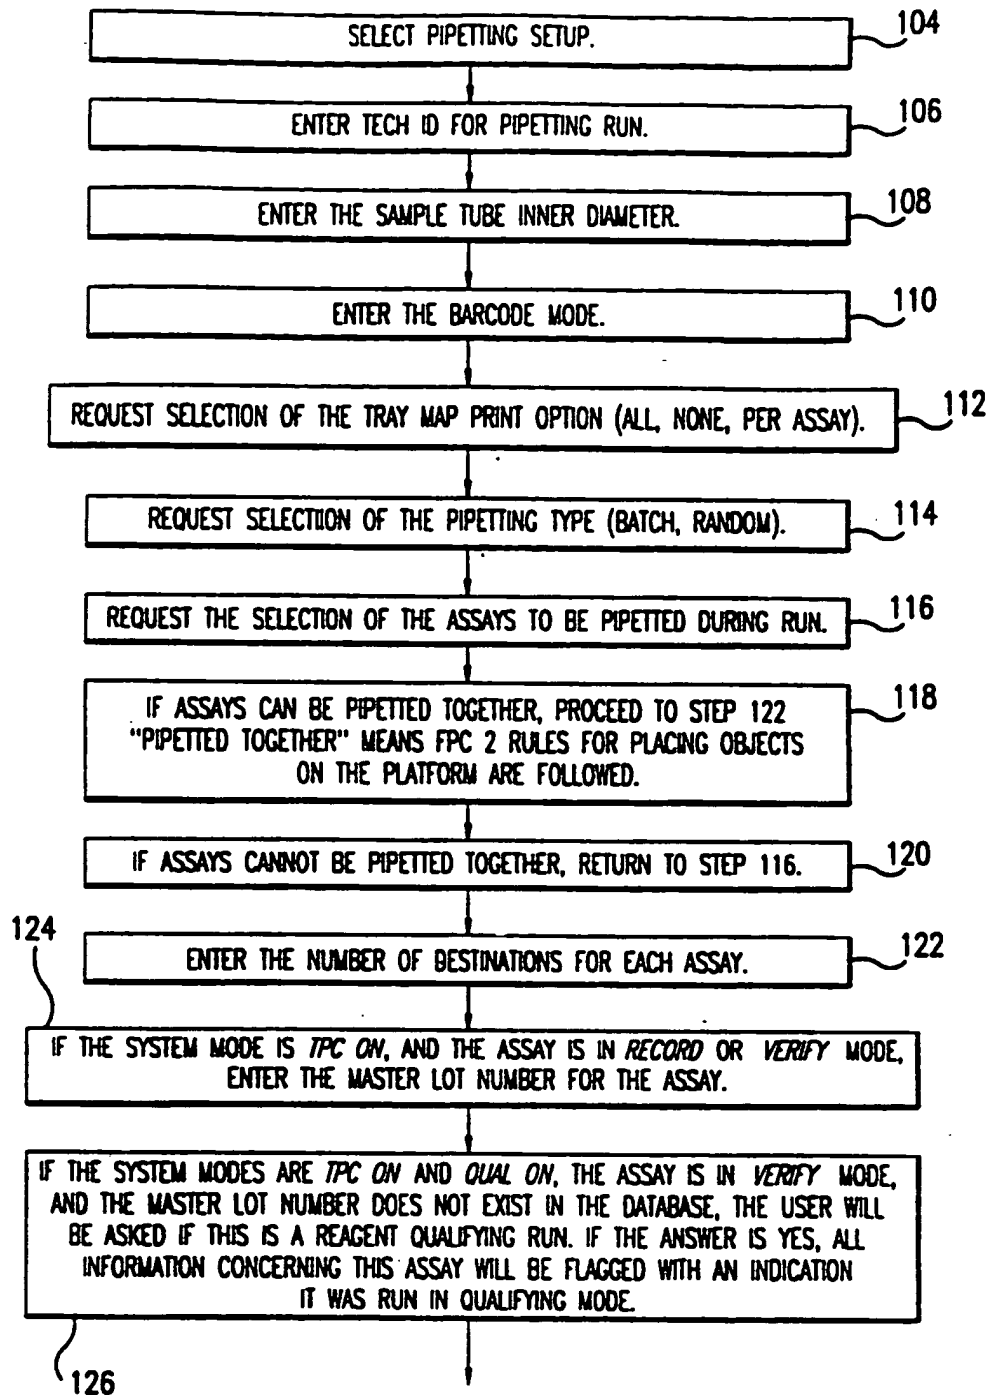 SELECT PIPETTING SETUP.
104
ENTER TECH ID FOR PIPETTING RUN.
106
ENTER THE SAMPLE TUBE INNER DIAMETER.
108
ENTER THE BARCODE MODE.
110
REQUEST SELECTION OF THE TRAY MAP PRINT OPTION (ALL, NONE, PER ASSAY).
112
REQUEST SELECTION OF THE PIPETTING TYPE (BATCH, RANDOM).
114
REQUEST THE SELECTION OF THE ASSAYS TO BE PIPETTED DURING RUN.
116
IF ASSAYS CAN BE PIPETTED TOGETHER, PROCEED TO STEP 122
"PIPETTED TOGETHER" MEANS FPC 2 RULES FOR PLACING OBJECTS
ON THE PLATFORM ARE FOLLOWED.
118
IF ASSAYS CANNOT BE PIPETTED TOGETHER, RETURN TO STEP 116.
120
ENTER THE NUMBER OF DESTINATIONS FOR EACH ASSAY.
122
124
IF THE SYSTEM MODE IS TPC ON, AND THE ASSAY IS IN RECORD OR VERIFY MODE,
ENTER THE MASTER LOT NUMBER FOR THE ASSAY.
IF THE SYSTEM MODES ARE TPC ON AND QUAL ON, THE ASSAY IS IN VERIFY MODE,
AND THE MASTER LOT NUMBER DOES NOT EXIST IN THE DATABASE, THE USER WILL
BE ASKED IF THIS IS A REAGENT QUALIFYING RUN. IF THE ANSWER IS YES, ALL
INFORMATION CONCERNING THIS ASSAY WILL BE FLAGGED WITH AN INDICATION
IT WAS RUN IN QUALIFYING MODE.
126